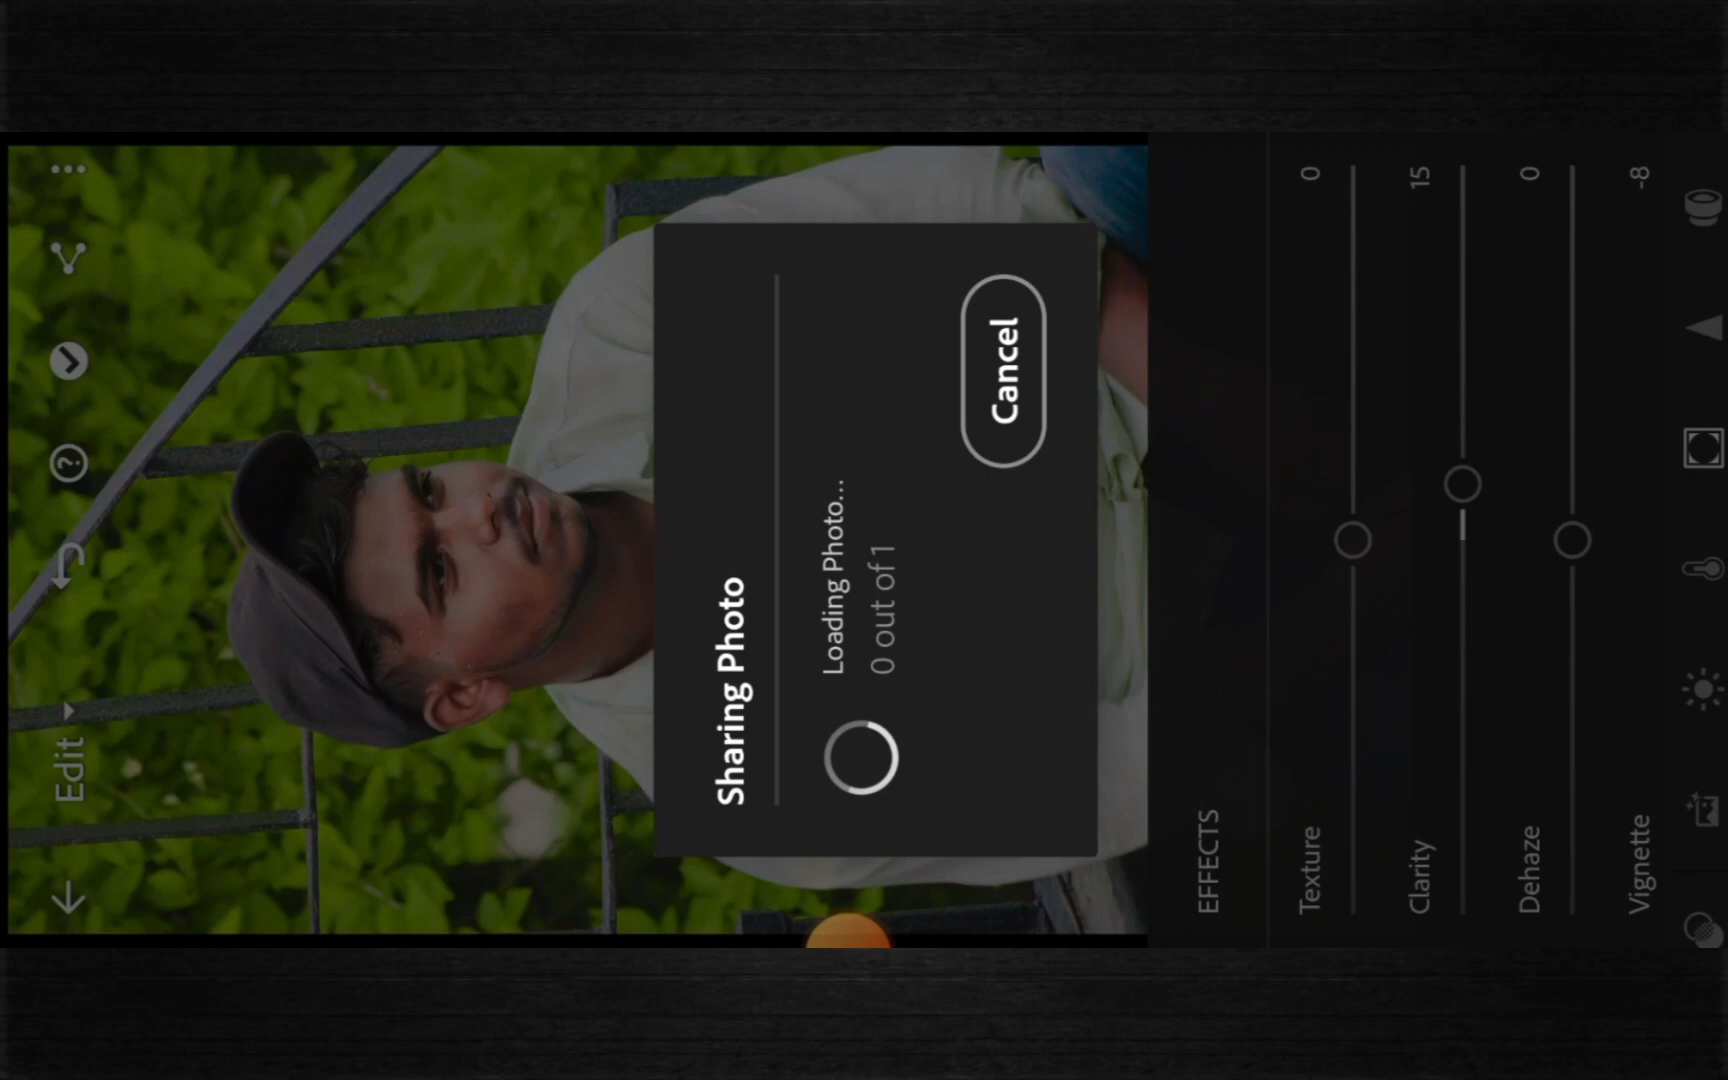 Edit
Sharing Photo
Loading Photo...
0 out of 1
Cancel
EFFECTS
Texture 0
Clarity 15
Dehaze 0
Vignette -8